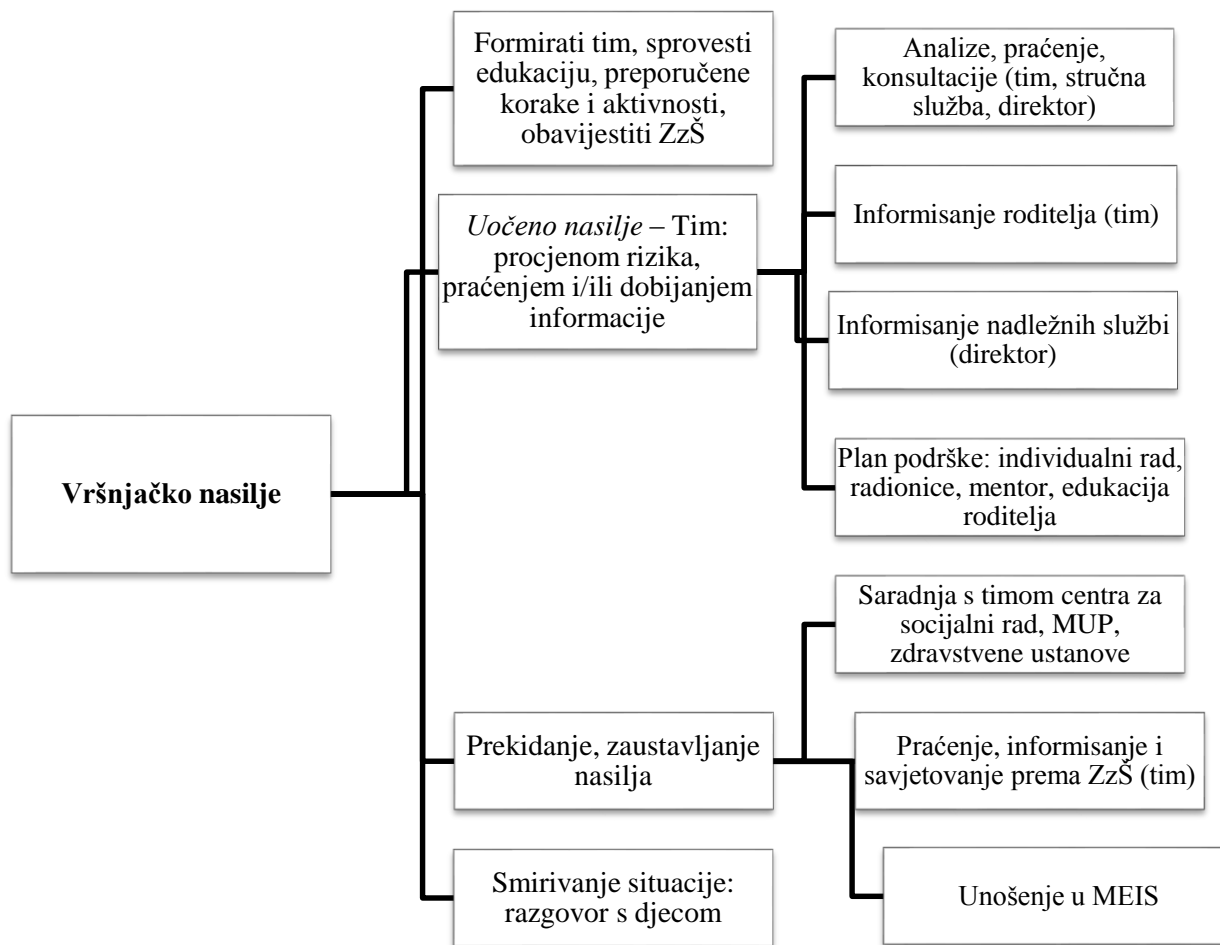 Vršnjačko nasilje
Formirati tim, sprovesti
edukaciju, preporučene
korake i aktivnosti,
obavijestiti ZzŠ
Uočeno nasilje – Tim:
procjenom rizika,
praćenjem i/ili dobijanjem
informacije
Analize, praćenje,
konsultacije (tim, stručna
služba, direktor)
Informisanje roditelja (tim)
Informisanje nadležnih službi
(direktor)
Plan podrške: individualni rad,
radionice, mentor, edukacija
roditelja
Prekidanje, zaustavljanje
nasilja
Saradnja s timom centra za
socijalni rad, MUP,
zdravstvene ustanove
Praćenje, informisanje i
savjetovanje prema ZzŠ (tim)
Unošenje u MEIS
Smirivanje situacije:
razgovor s djecom